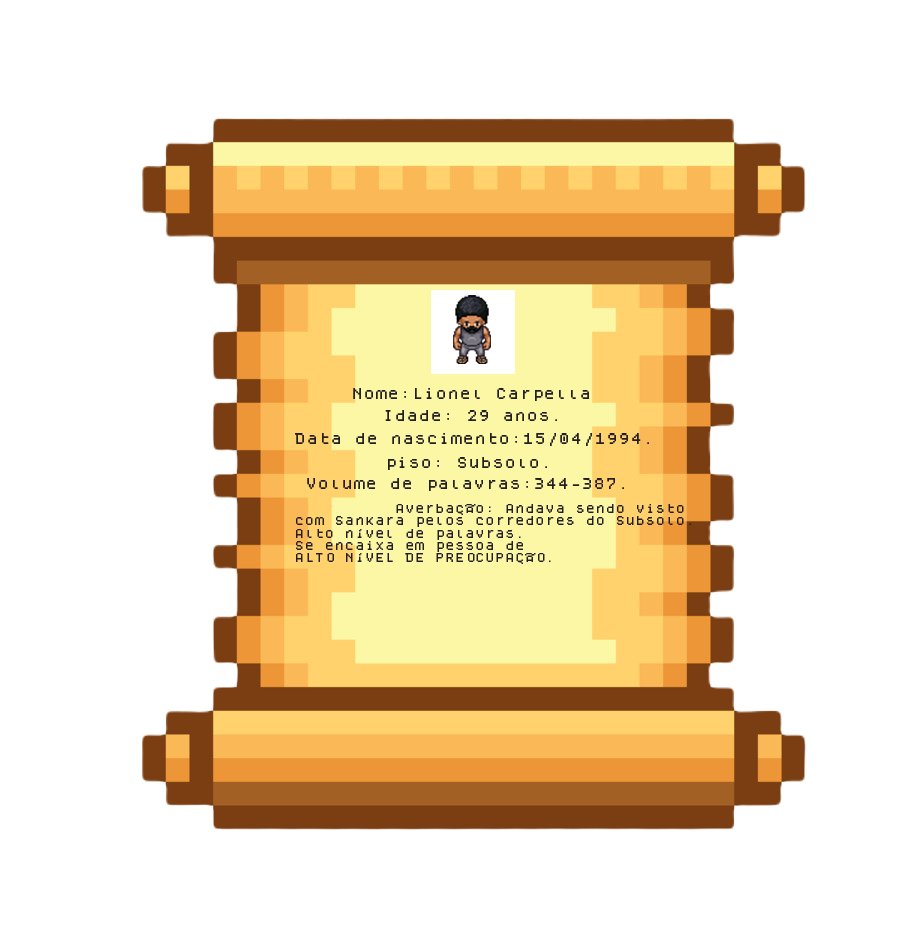 Nome:Lionel Carpella
Idade: 29 anos.
Data de nascimento:15/04/1994.
piso: Subsolo.
Volume de palavras:344-387.
Averbação: Andava sendo visto
com Sankara pelos corredores do Subsolo.
Alto nível de palavras.
Se encaixa em pessoa de
ALTO NíVEL DE PREOCUPAÇÃO.